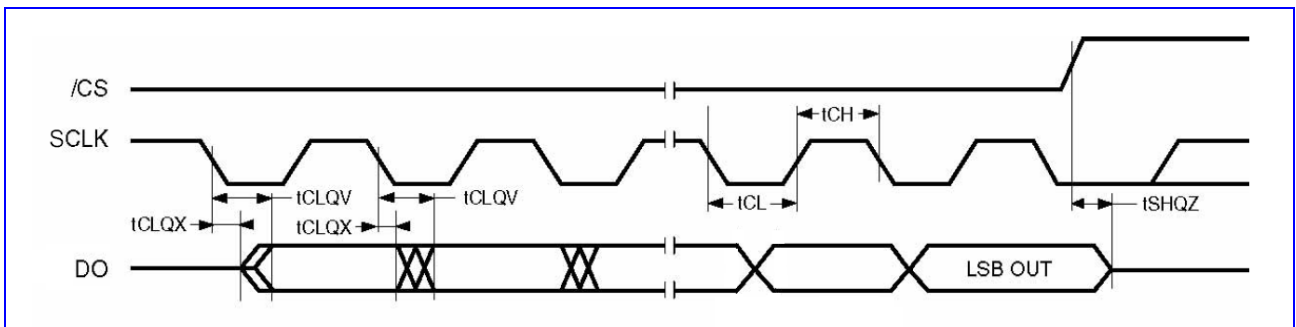 /CS
tCH
SCLK
tCLQV
tCLQV
tCL
tSHQZ
tCLQX
tCLQX
DO
LSB OUT